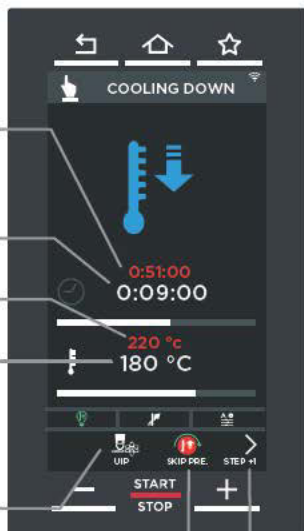 COOLING DOWN
0:51:00
0:09:00
220 °c
180 °C
UIP SKIP PRE. STEP +1
START
STOP